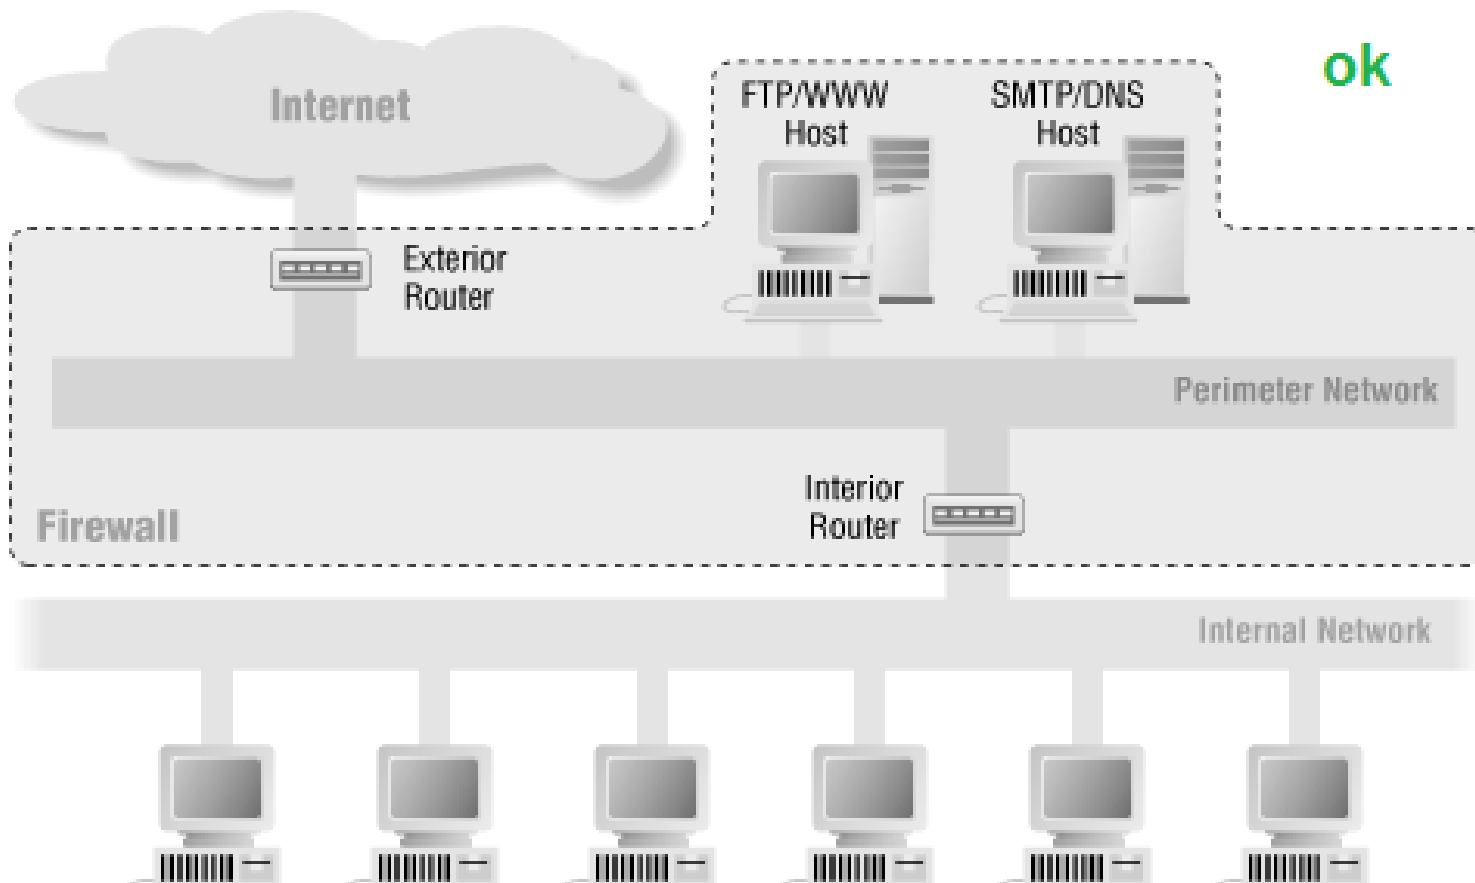 ok
Internet
FTP/WWW
Host
SMTP/DNS
Host
Exterior
Router
Perimeter Network
Interior
Router
Firewall
Internal Network